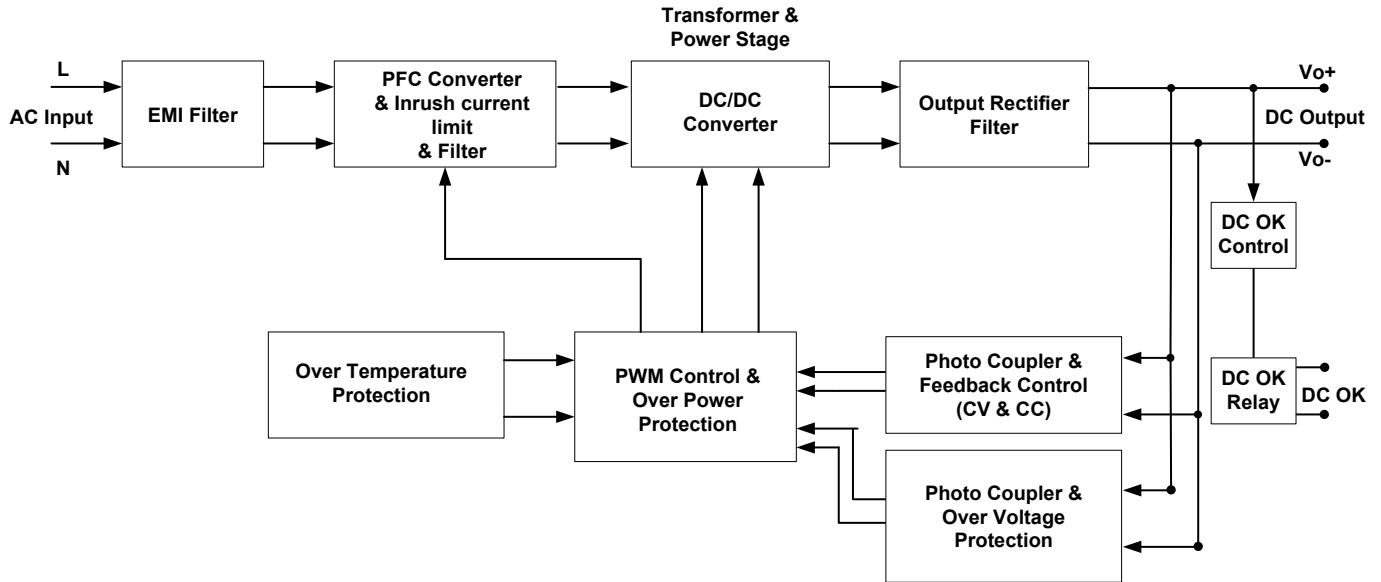 Transformer &
Power Stage
L
AC Input
N
EMI Filter
PFC Converter
& Inrush current
limit
& Filter
DC/DC
Converter
Output Rectifier
Filter
Vo+
DC Output
Vo-
DC OK
Control
Over Temperature
Protection
PWM Control &
Over Power
Protection
Photo Coupler &
Feedback Control
(CV & CC)
DC OK
Relay
DC OK
Photo Coupler &
Over Voltage
Protection